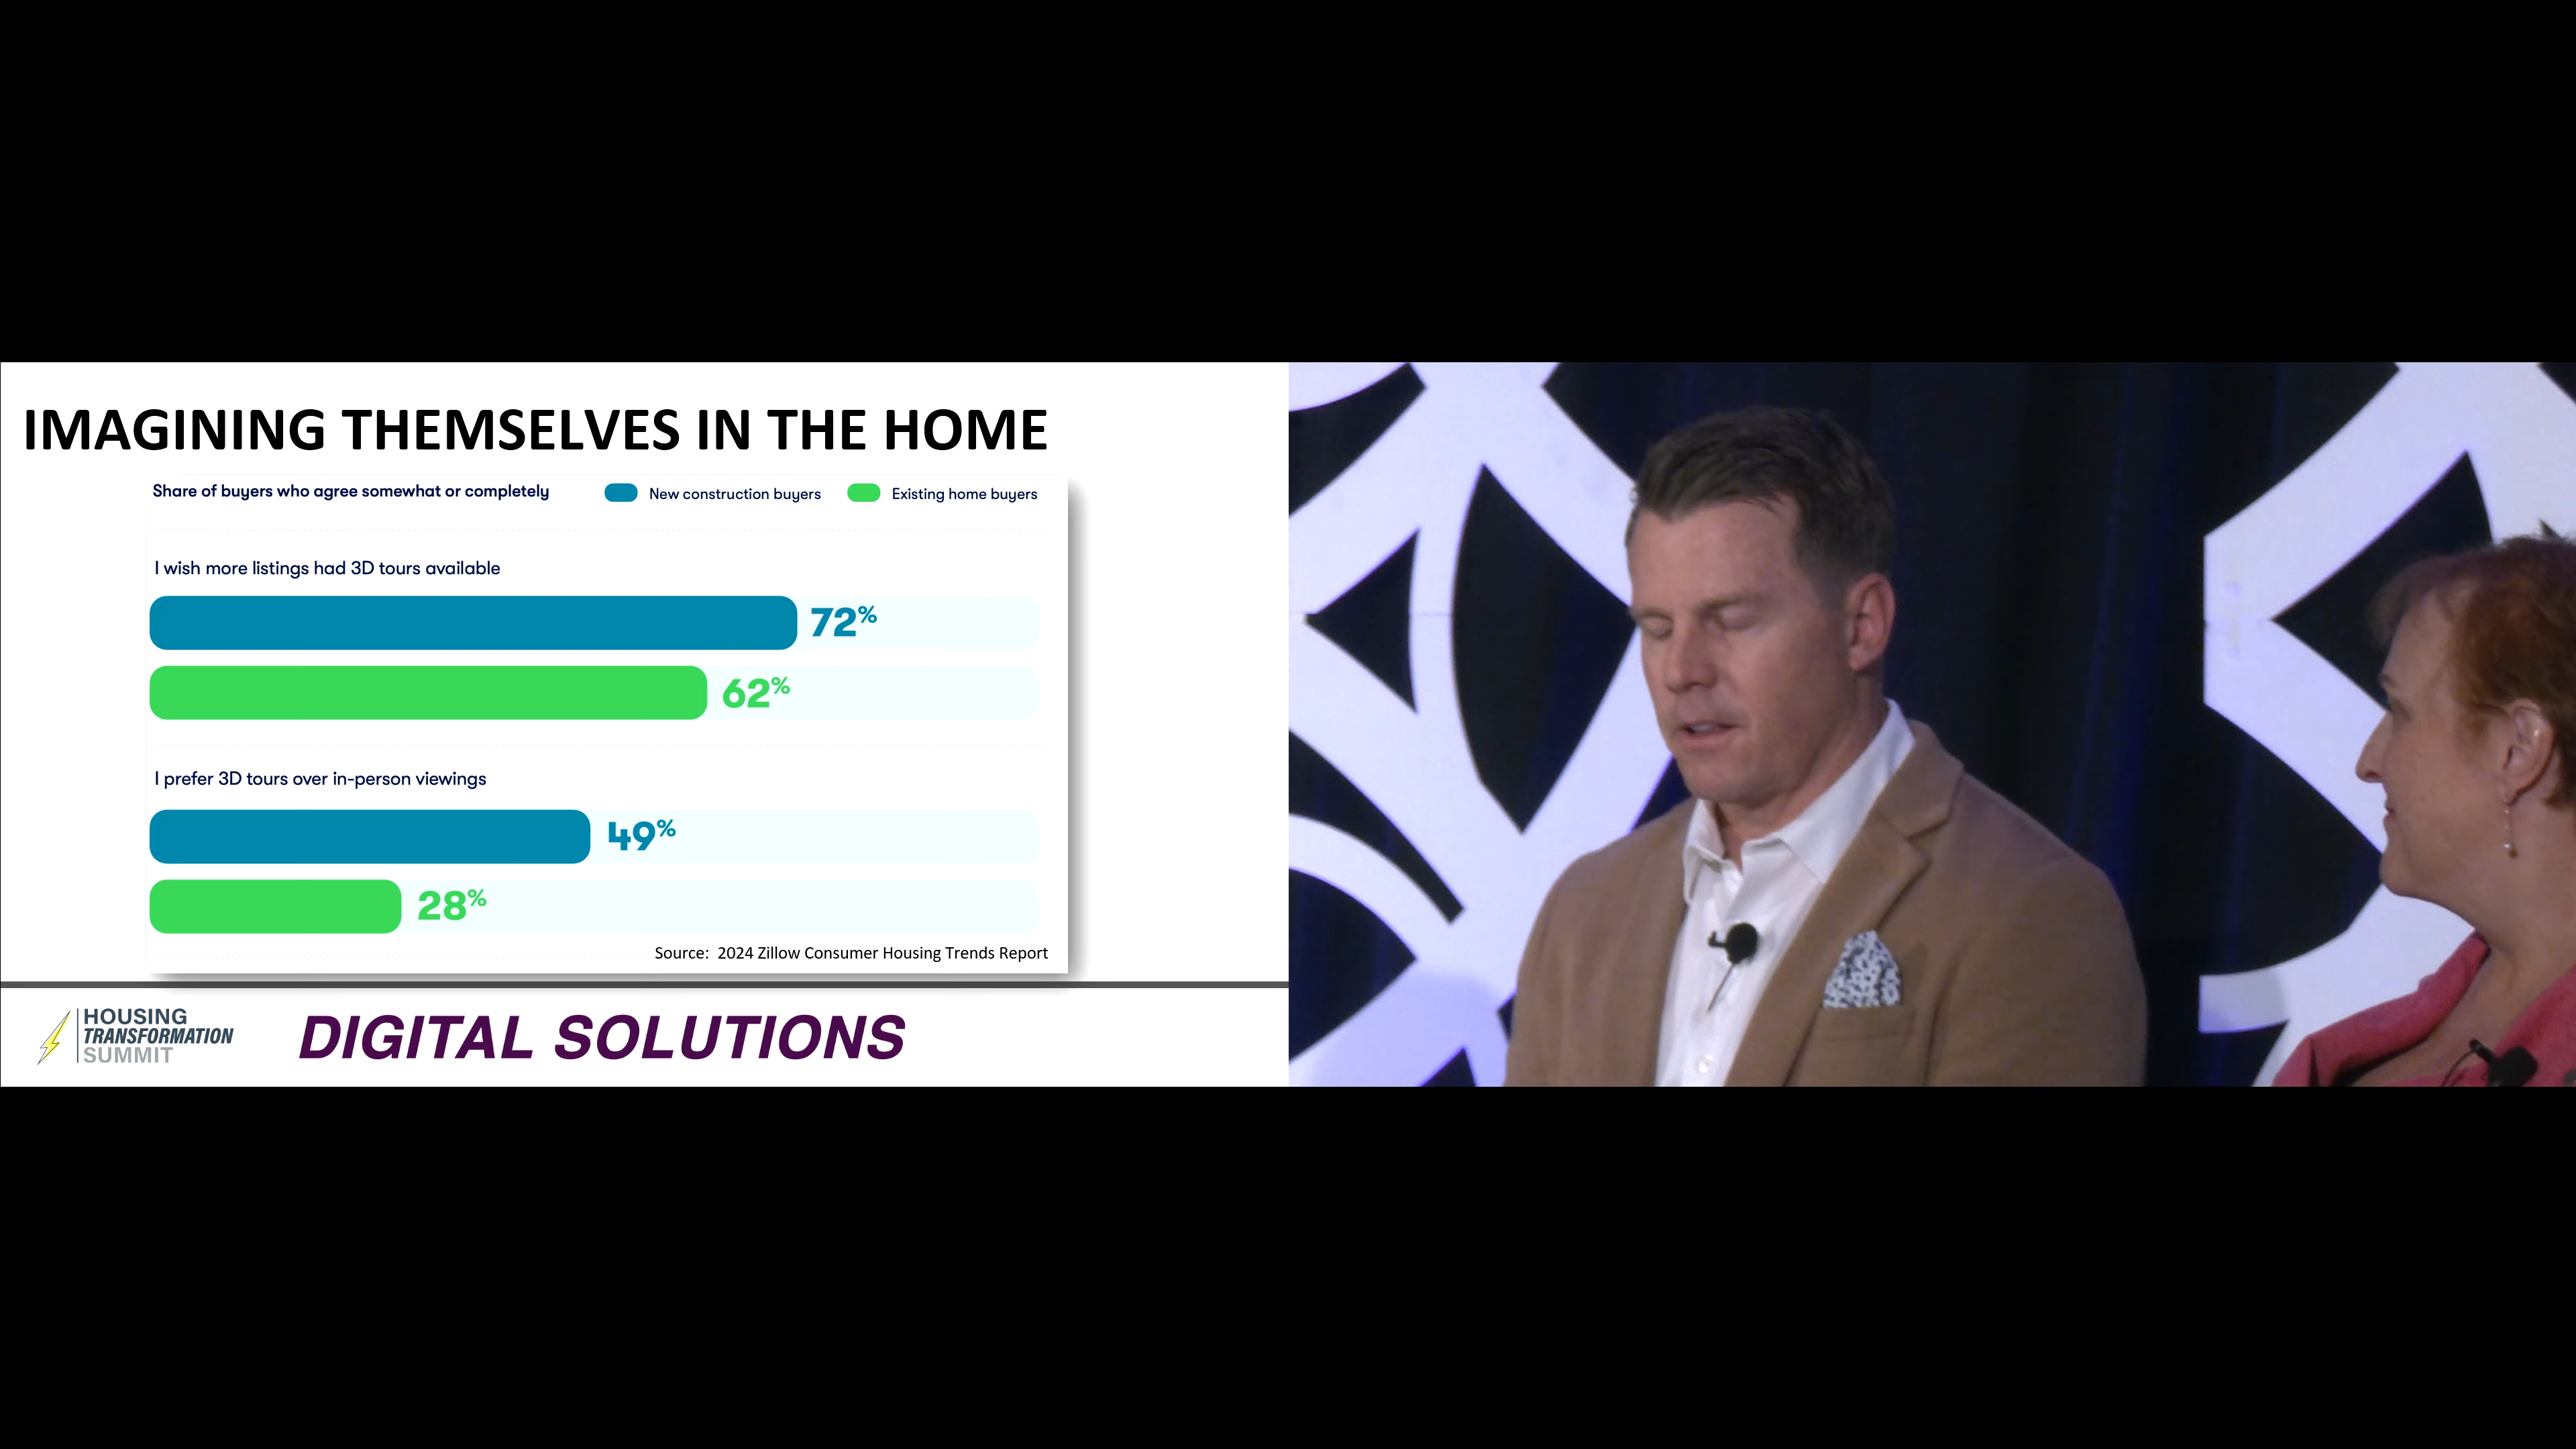 IMAGINING THEMSELVES IN THE HOME
Share of buyers who agree somewhat or completely
New construction buyers
Existing home buyers
I wish more listings had 3D tours available
72%
62%
I prefer 3D tours over in-person viewings
49%
28%
Source: 2024 Zillow Consumer Housing Trends Report
HOUSING
TRANSFORMATION
SUMMIT
DIGITAL SOLUTIONS